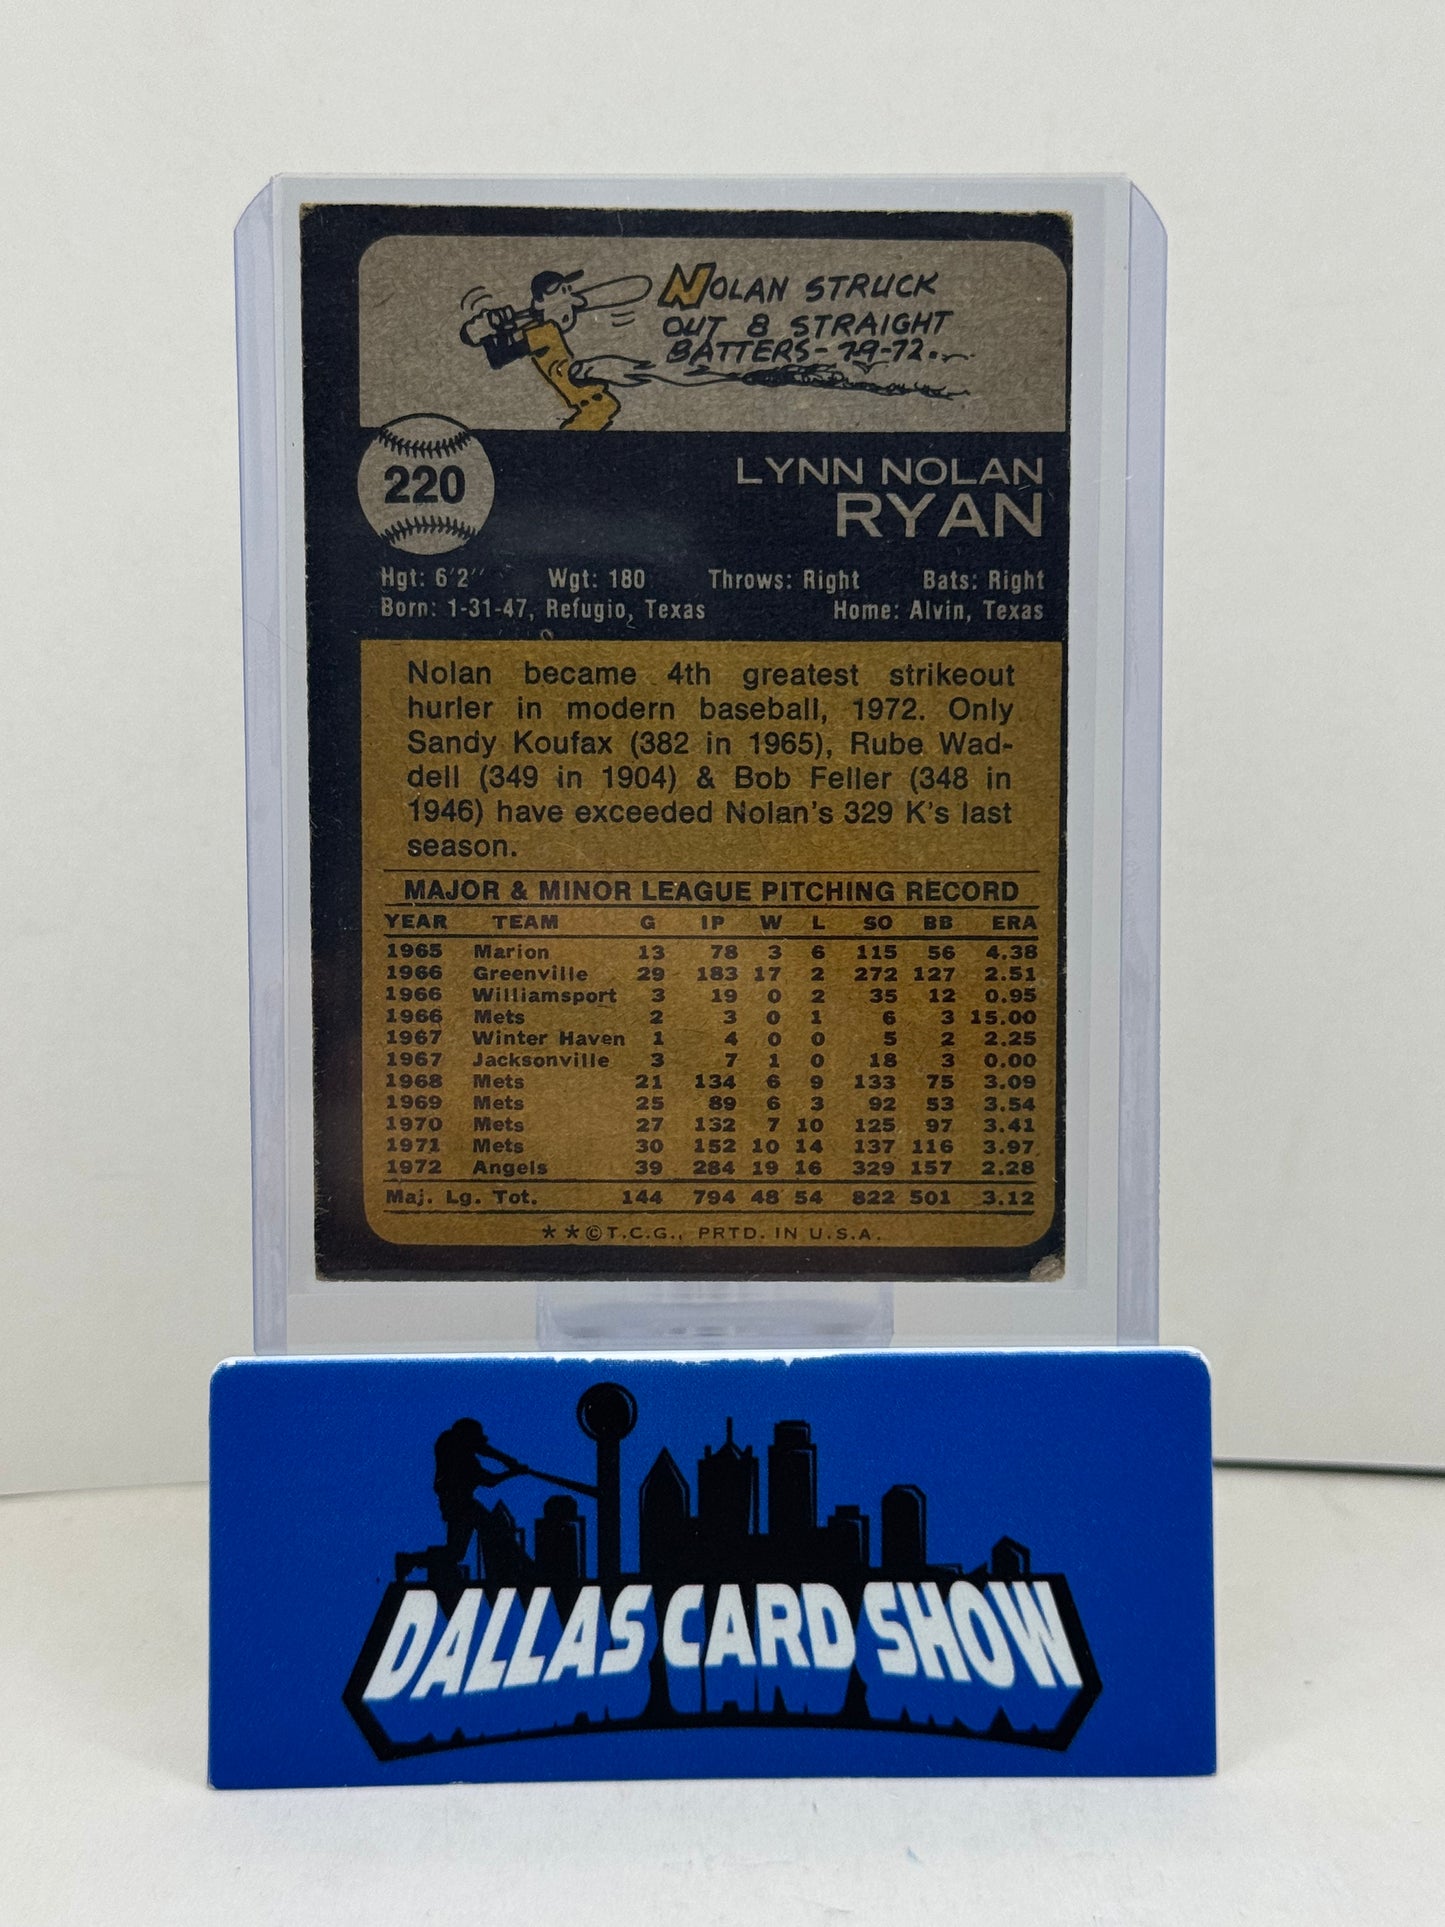 NOLAN STRUCK
OUT 8 STRAIGHT
BATTERS-7-9-72.
220
LYNN NOLAN
RYAN
Hgt: 6'2" Wgt: 180 Throws: Right Bats: Right
Born: 1-31-47, Refugio, Texas Home: Alvin, Texas
Nolan became 4th greatest strikeout
hurler in modern baseball, 1972. Only
Sandy Koufax (382 in 1965), Rube Wad-
dell (349 in 1904) & Bob Feller (348 in
1946) have exceeded Nolan's 329 K's last
season.
MAJOR & MINOR LEAGUE PITCHING RECORD
YEAR TEAM G IP W L SO BB ERA
1965 Marion 13 78 3 6 115 56 4.38
1966 Greenville 29 183 17 2 272 127 2.51
1966 Williamsport 3 19 0 2 35 12 0.95
1966 Mets 2 3 0 1 6 3 15.00
1967 Winter Haven 1 4 0 0 5 2 2.25
1967 Jacksonville 3 7 1 0 18 3 0.00
1968 Mets 21 134 6 9 133 75 3.09
1969 Mets 25 89 6 3 92 53 3.54
1970 Mets 27 132 7 10 125 97 3.41
1971 Mets 30 152 10 14 137 116 3.97
1972 Angels 39 284 19 16 329 157 2.28
Maj. Lg. Tot. 144 794 48 54 822 501 3.12
**©T.C.G., PRTD. IN U.S.A.
DALLAS CARD SHOW